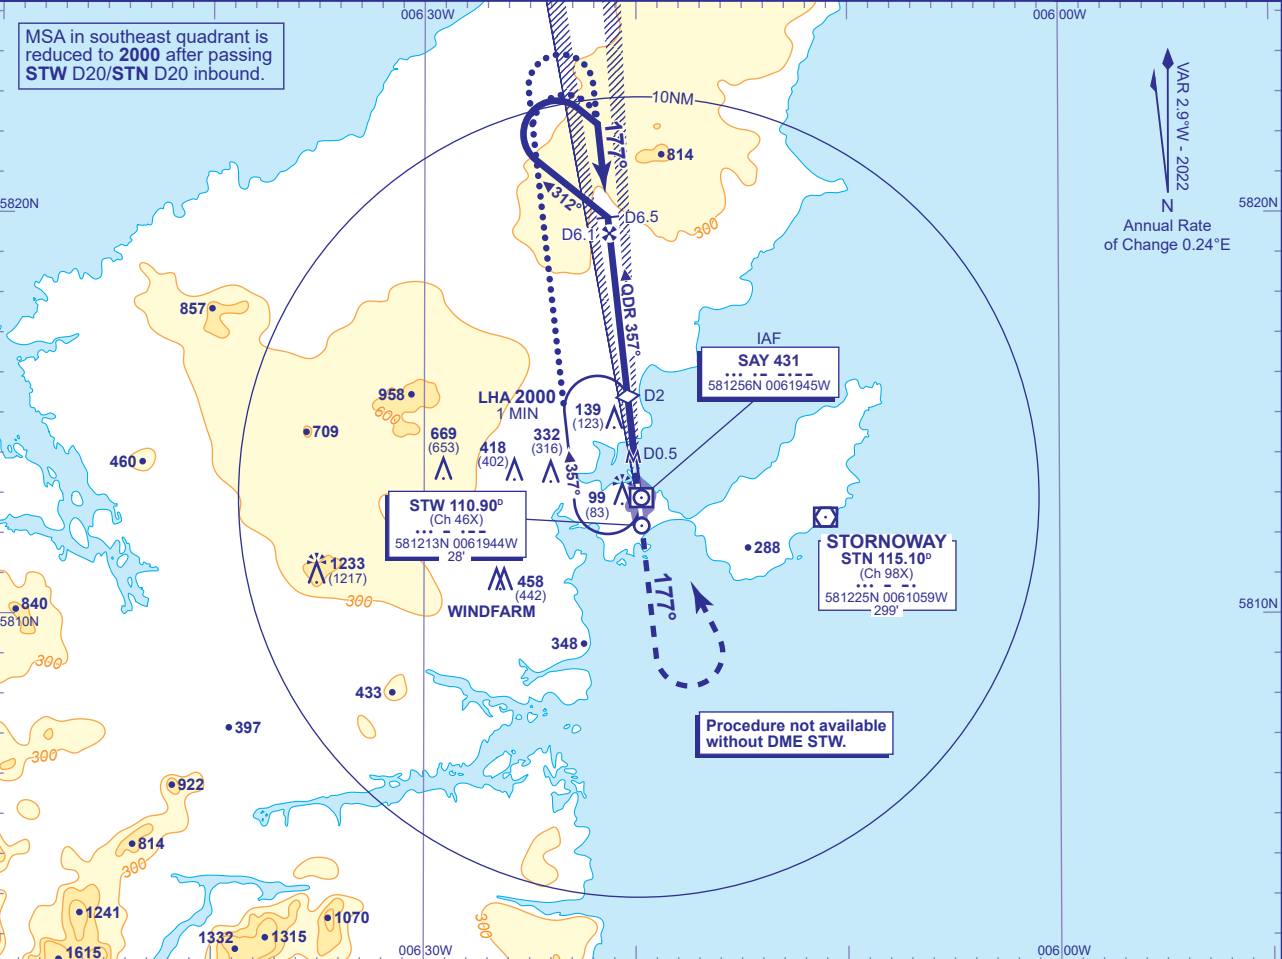 006°30'W
006°00'W
MSA in southeast quadrant is
reduced to 2000 after passing
STW D20/STN D20 inbound.
VAR 2.9°W - 2022
N
Annual Rate
of Change 0.24°E
10NM
177°
814
5820N
5820N
312°
D6.5
D6.1
300
857
QDR 357°
IAF
SAY 431
581256N 0061945W
958
600
LHA 2000
1 MIN
D2
139
(123)
709
669
(653)
418
(402)
332
(316)
460
D0.5
357°
99
(83)
STW 110.90D
(Ch 46X)
581213N 0061944W
28'
288
STORNOWAY
STN 115.10D
(Ch 98X)
581225N 0061059W
299'
1233
(1217)
458
(442)
WINDFARM
300
177°
840
5810N
5810N
348
300
433
Procedure not available
without DME STW.
397
300
922
814
300
1241
1070
1332
1315
300
1615
006°30'W
006°00'W